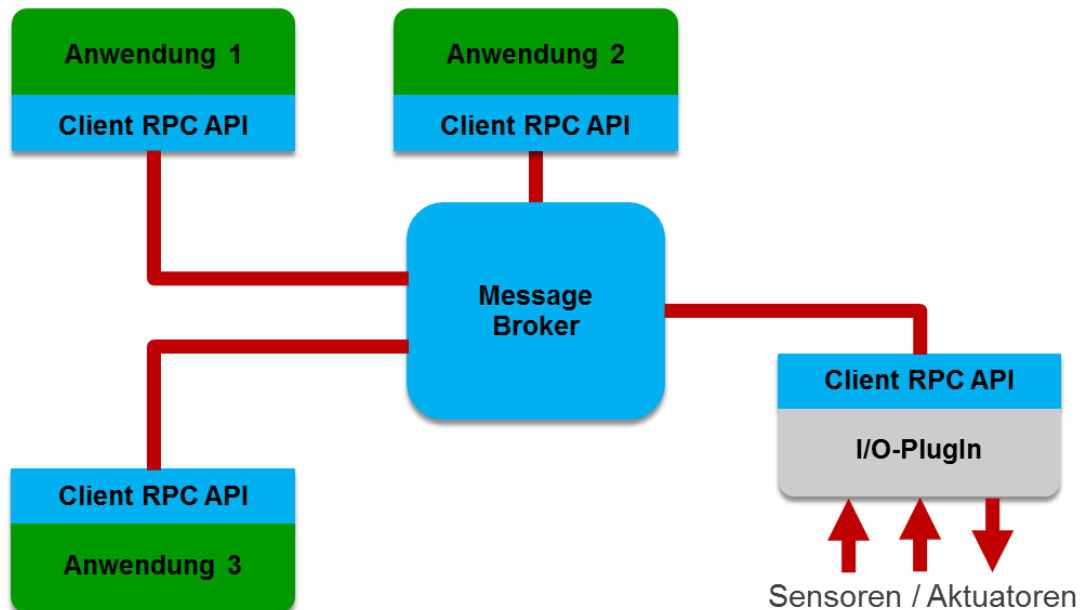 Anwendung 1
Client RPC API
Anwendung 2
Client RPC API
Message
Broker
Client RPC API
I/O-PlugIn
Client RPC API
Anwendung 3
Sensoren / Aktuatoren